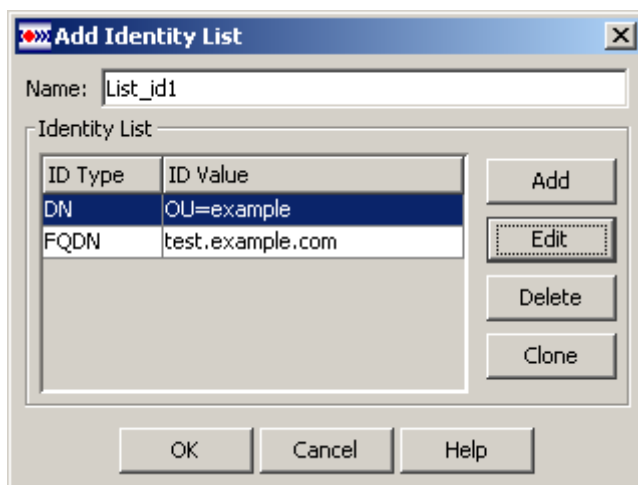 Add Identity List
Name: List_id1
Identity List
ID Type ID Value
DN OU=example
FQDN test.example.com
Add
Edit
Delete
Clone
OK Cancel Help